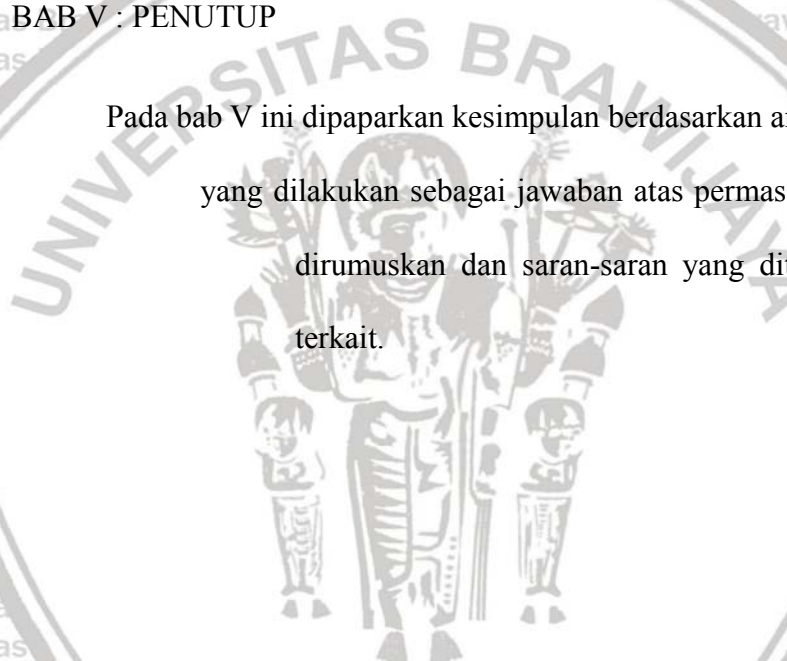 BAB V : PENUTUP
UNIVERSITAS BRAWIJAYA
Pada bab V ini dipaparkan kesimpulan berdasarkan
yang dilakukan sebagai jawaban atas
dirumuskan dan saran-saran yang
terkait.